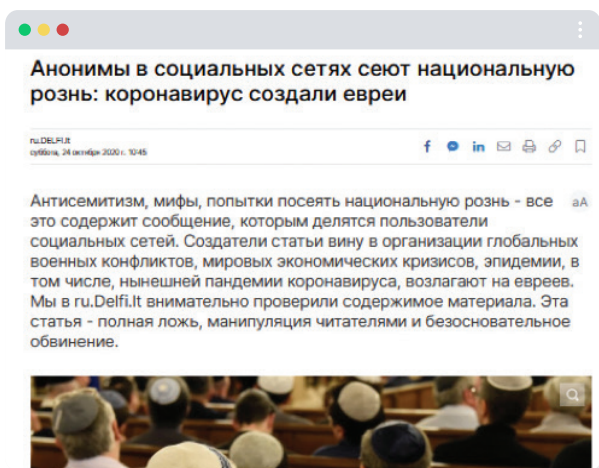 Анонимы в социальных сетях сеют национальную
рознь: коронавирус создали евреи
ru.DELFI.lt
суббота, 24 октября 2020 г. 10:45
f in
Антисемитизм, мифы, попытки посеять национальную рознь - все aA
это содержит сообщение, которым делятся пользователи
социальных сетей. Создатели статьи вину в организации глобальных
военных конфликтов, мировых экономических кризисов, эпидемии, в
том числе, нынешней пандемии коронавируса, возлагают на евреев.
Мы в ru.Delfi.lt внимательно проверили содержимое материала. Эта
статья - полная ложь, манипуляция читателями и безосновательное
обвинение.